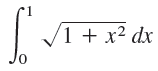 ∫₀¹ √(1 + x²) dx